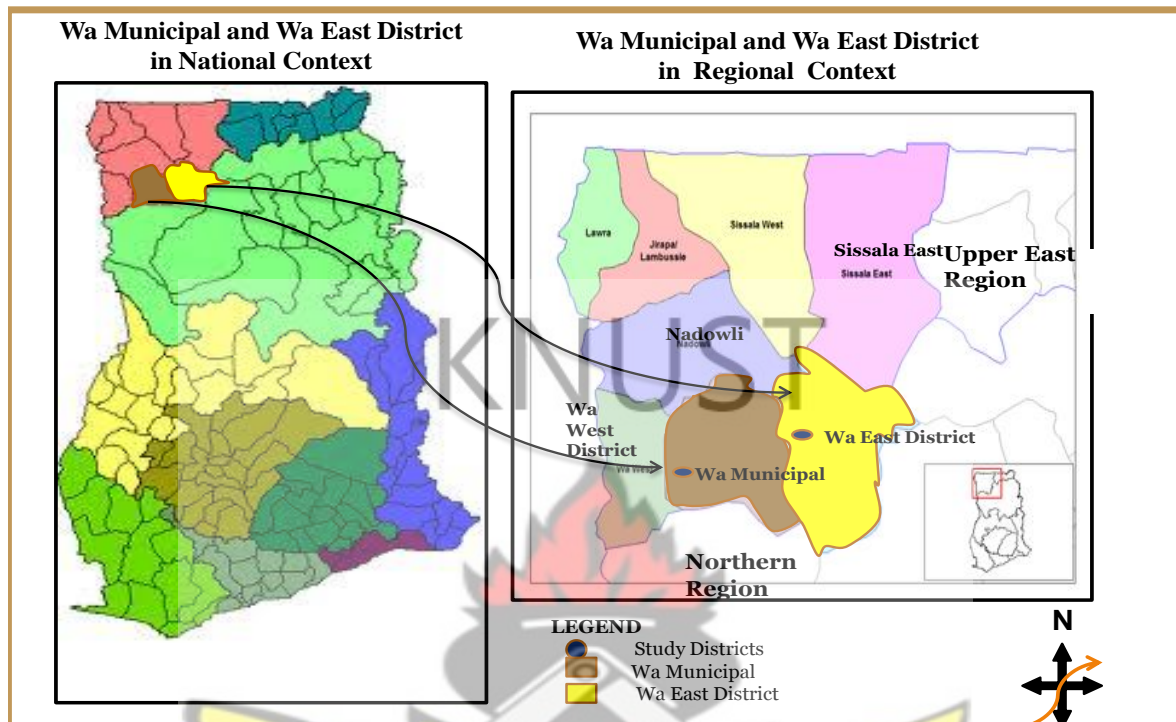 Wa Municipal and Wa East District
in National Context
Wa Municipal and Wa East District
in Regional Context
Lawra
Jirapa/
Lambussie
Sissala West
Sissala East
Sissala East
Upper East
Region
Nadowli
Nadowli
KNUST
Wa
West
District
Wa West
Wa East District
Wa Municipal
Northern
Region
N
LEGEND
Study Districts
Wa Municipal
Wa East District